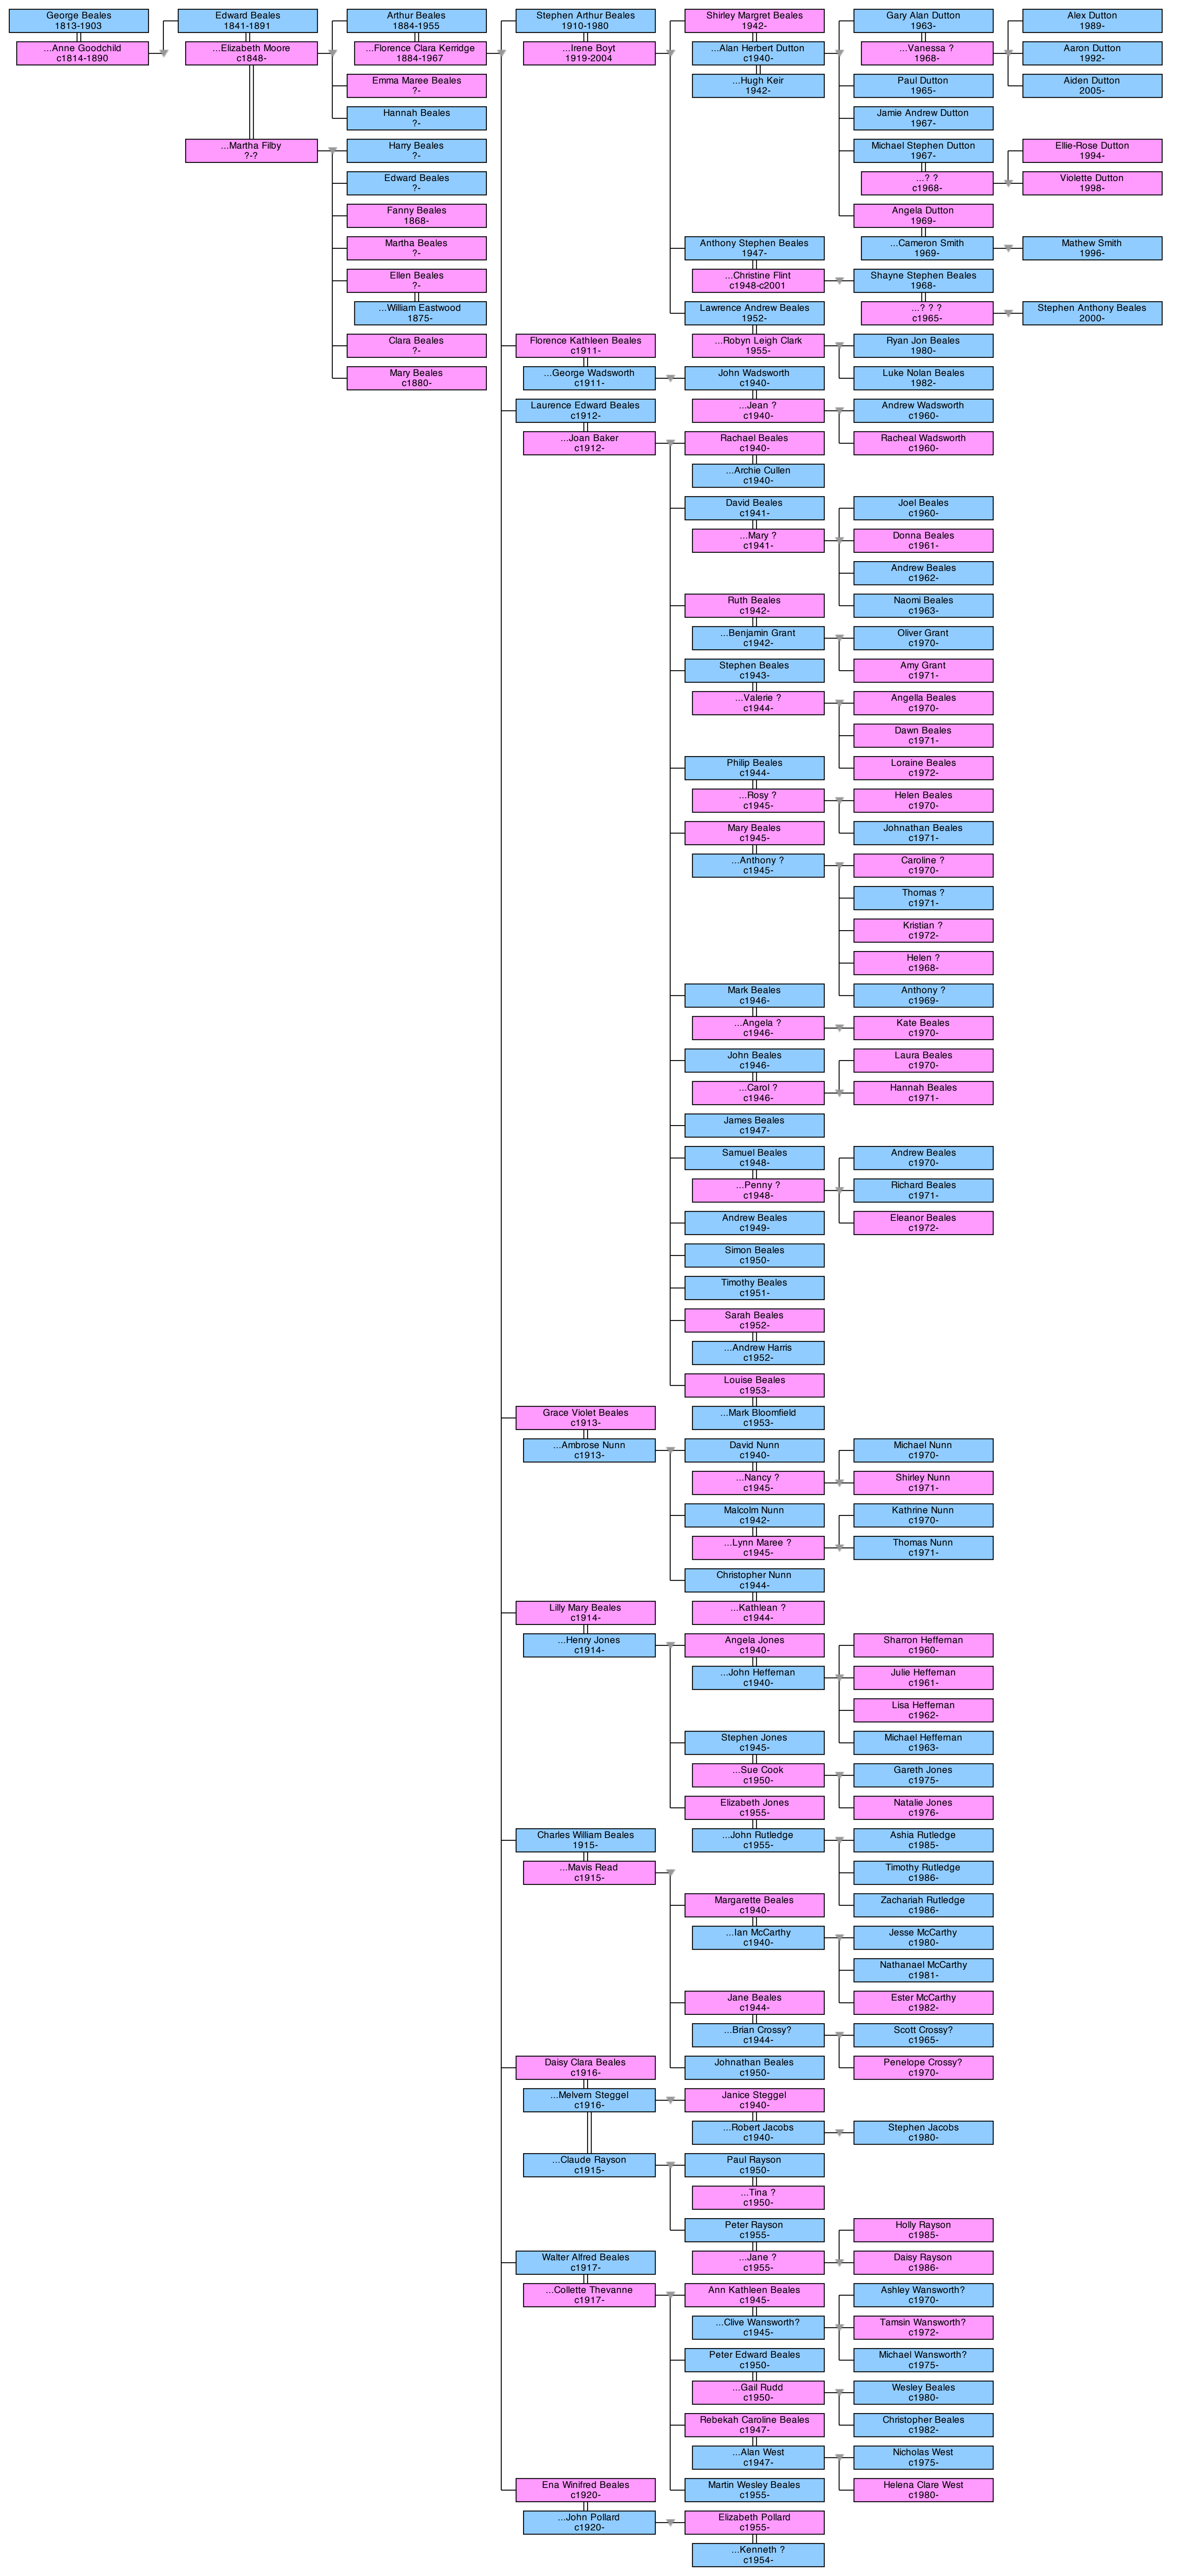 George Beales
1813-1903
...Anne Goodchild
c1814-1890
Edward Beales
1841-1891
...Elizabeth Moore
c1848-
...Martha Filby
?-?
Arthur Beales
1884-1955
...Florence Clara Kerridge
1884-1967
Emma Maree Beales
?-
Hannah Beales
?-
Harry Beales
?-
Edward Beales
?-
Fanny Beales
1868-
Martha Beales
?-
Ellen Beales
?-
...William Eastwood
1875-
Clara Beales
?-
Mary Beales
c1880-
Stephen Arthur Beales
1910-1980
...Irene Boyt
1919-2004
Florence Kathleen Beales
c1911-
...George Wadsworth
c1911-
Laurence Edward Beales
c1912-
...Joan Baker
c1912-
Grace Violet Beales
c1913-
...Ambrose Nunn
c1913-
Lilly Mary Beales
c1914-
...Henry Jones
c1914-
Charles William Beales
1915-
...Mavis Read
c1915-
Daisy Clara Beales
c1916-
...Melvern Steggel
c1916-
...Claude Rayson
c1915-
Walter Alfred Beales
c1917-
...Collette Thevanne
c1917-
Ena Winifred Beales
c1920-
...John Pollard
c1920-
Shirley Margret Beales
1942-
...Alan Herbert Dutton
c1940-
...Hugh Keir
1942-
Anthony Stephen Beales
1947-
...Christine Flint
c1948-c2001
Lawrence Andrew Beales
1952-
...Robyn Leigh Clark
1955-
John Wadsworth
c1940-
...Jean ?
c1940-
Rachael Beales
c1940-
...Archie Cullen
c1940-
David Beales
c1941-
...Mary ?
c1941-
Ruth Beales
c1942-
...Benjamin Grant
c1942-
Stephen Beales
c1943-
...Valerie ?
c1944-
Philip Beales
c1944-
...Rosy ?
c1945-
Mary Beales
c1945-
...Anthony ?
c1945-
Mark Beales
c1946-
...Angela ?
c1946-
John Beales
c1946-
...Carol ?
c1946-
James Beales
c1947-
Samuel Beales
c1948-
...Penny ?
c1948-
Andrew Beales
c1949-
Simon Beales
c1950-
Timothy Beales
c1951-
Sarah Beales
c1952-
...Andrew Harris
c1952-
Louise Beales
c1953-
...Mark Bloomfield
c1953-
David Nunn
c1940-
...Nancy ?
c1945-
Malcolm Nunn
c1942-
...Lynn Maree ?
c1945-
Christopher Nunn
c1944-
...Kathlean ?
c1944-
Angela Jones
c1940-
...John Heffernan
c1940-
Stephen Jones
c1945-
...Sue Cook
c1950-
Elizabeth Jones
c1955-
...John Rutledge
c1955-
Margarette Beales
c1940-
...Ian McCarthy
c1940-
Jane Beales
c1944-
...Brian Crossy?
c1944-
Johnathan Beales
c1950-
Janice Steggel
c1940-
...Robert Jacobs
c1940-
Paul Rayson
c1950-
...Tina ?
c1950-
Peter Rayson
c1955-
...Jane ?
c1955-
Ann Kathleen Beales
c1945-
...Clive Wansworth?
c1945-
Peter Edward Beales
c1950-
...Gail Rudd
c1950-
Rebekah Caroline Beales
c1947-
...Alan West
c1947-
Martin Wesley Beales
c1955-
Elizabeth Pollard
c1955-
...Kenneth ?
c1954-
Gary Alan Dutton
1963-
...Vanessa ?
1968-
Paul Dutton
1965-
Jamie Andrew Dutton
1967-
Michael Stephen Dutton
1967-
...? ?
c1968-
Angela Dutton
1969-
...Cameron Smith
1969-
Shayne Stephen Beales
1968-
...? ? ?
c1965-
Ryan Jon Beales
1980-
Luke Nolan Beales
1982-
Andrew Wadsworth
c1960-
Racheal Wadsworth
c1960-
Joel Beales
c1960-
Donna Beales
c1961-
Andrew Beales
c1962-
Naomi Beales
c1963-
Oliver Grant
c1970-
Amy Grant
c1971-
Angella Beales
c1970-
Dawn Beales
c1971-
Loraine Beales
c1972-
Helen Beales
c1970-
Johnathan Beales
c1971-
Caroline ?
c1970-
Thomas ?
c1971-
Kristian ?
c1972-
Helen ?
c1968-
Anthony ?
c1969-
Kate Beales
c1970-
Laura Beales
c1970-
Hannah Beales
c1971-
Andrew Beales
c1970-
Richard Beales
c1971-
Eleanor Beales
c1972-
Michael Nunn
c1970-
Shirley Nunn
c1971-
Kathrine Nunn
c1970-
Thomas Nunn
c1971-
Sharron Heffernan
c1960-
Julie Heffernan
c1961-
Lisa Heffernan
c1962-
Michael Heffernan
c1963-
Gareth Jones
c1975-
Natalie Jones
c1976-
Ashia Rutledge
c1985-
Timothy Rutledge
c1986-
Zachariah Rutledge
c1986-
Jesse McCarthy
c1980-
Nathanael McCarthy
c1981-
Ester McCarthy
c1982-
Scott Crossy?
c1965-
Penelope Crossy?
c1970-
Stephen Jacobs
c1980-
Holly Rayson
c1985-
Daisy Rayson
c1986-
Ashley Wansworth?
c1970-
Tamsin Wansworth?
c1972-
Michael Wansworth?
c1975-
Wesley Beales
c1980-
Christopher Beales
c1982-
Nicholas West
c1975-
Helena Clare West
c1980-
Alex Dutton
1989-
Aaron Dutton
1992-
Aiden Dutton
2005-
Ellie-Rose Dutton
1994-
Violette Dutton
1998-
Mathew Smith
1996-
Stephen Anthony Beales
2000-